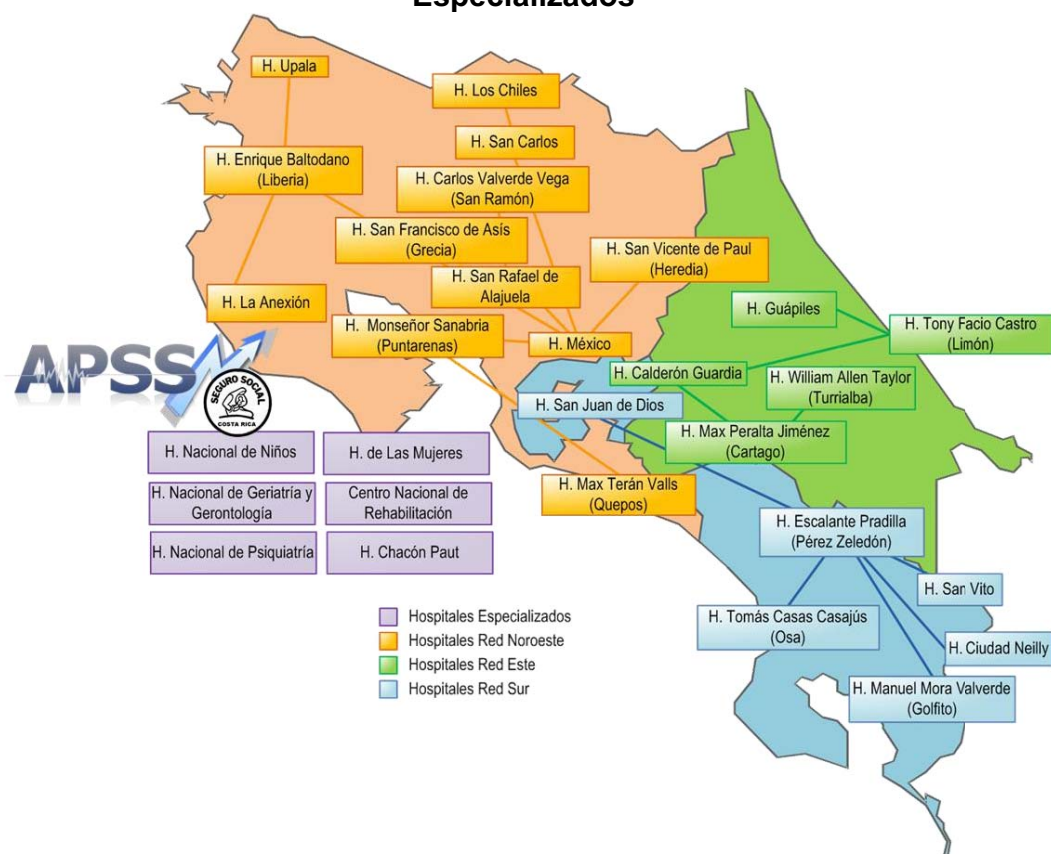 Especializados
H. Upala
H. Los Chiles
H. San Carlos
H. Enrique Baltodano
(Liberia)
H. Carlos Valverde Vega
(San Ramón)
H. San Francisco de Asís
(Grecia)
H. San Vicente de Paul
(Heredia)
H. San Rafael de
Alajuela
H. La Anexión
H. Monseñor Sanabria
(Puntarenas)
H. México
H. Guápiles
H. Tony Facio Castro
(Limón)
H. Calderón Guardia
H. William Allen Taylor
(Turrialba)
H. San Juan de Dios
H. Max Peralta Jiménez
(Cartago)
APSS
SEGURO SOCIAL
COSTA RICA
H. Nacional de Niños
H. de Las Mujeres
H. Nacional de Geriatría y
Gerontología
Centro Nacional de
Rehabilitación
H. Nacional de Psiquiatría
H. Chacón Paut
H. Max Terán Valls
(Quepos)
H. Escalante Pradilla
(Pérez Zeledón)
H. San Vito
H. Tomás Casas Casajús
(Osa)
H. Ciudad Neilly
H. Manuel Mora Valverde
(Golfito)
Hospitales Especializados
Hospitales Red Noroeste
Hospitales Red Este
Hospitales Red Sur